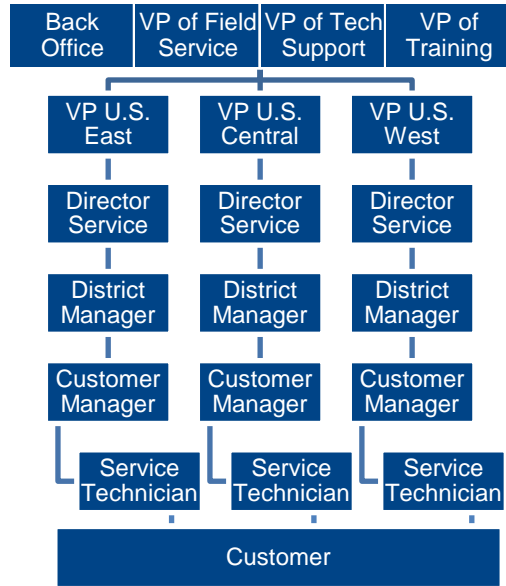 Back
Office
VP of Field
Service
VP of Tech
Support
VP of
Training
VP U.S.
East
VP U.S.
Central
VP U.S.
West
Director
Service
Director
Service
Director
Service
District
Manager
District
Manager
District
Manager
Customer
Manager
Customer
Manager
Customer
Manager
Service
Technician
Service
Technician
Service
Technician
Customer